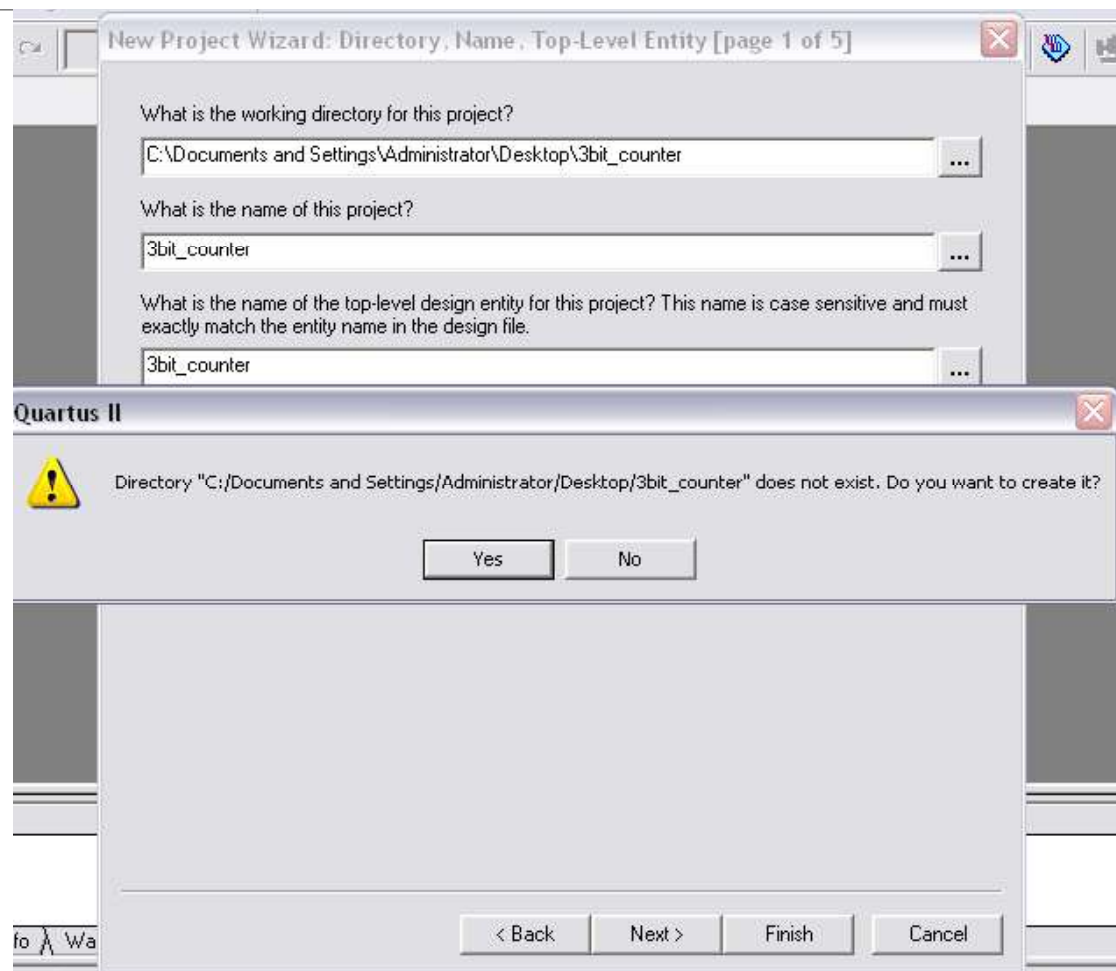 New Project Wizard: Directory, Name, Top-Level Entity [page 1 of 5]
What is the working directory for this project?
C:\Documents and Settings\Administrator\Desktop\3bit_counter
...
What is the name of this project?
3bit_counter
...
What is the name of the top-level design entity for this project? This name is case sensitive and must
exactly match the entity name in the design file.
3bit_counter
...
Quartus II
Directory "C:/Documents and Settings/Administrator/Desktop/3bit_counter" does not exist. Do you want to create it?
Yes
No
fo
Wa
< Back
Next >
Finish
Cancel